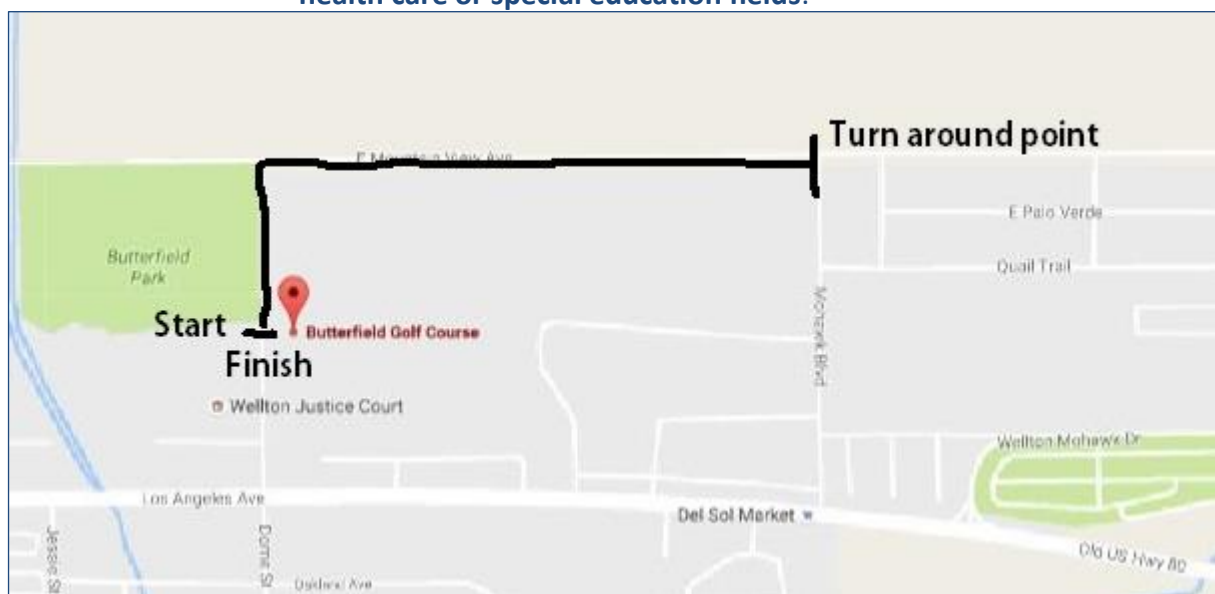 health care or special education fields.
Turn around point
E Mountain View Ave
E Palo Verde
Butterfield
Park
Quail Trail
Mohawk Blvd
Start
Butterfield Golf Course
Finish
Wellton Justice Court
Wellton Mohawk Dr
Los Angeles Ave
Del Sol Market
Jessie St
Dome St
Old US Hwy 80
Oakland Ave